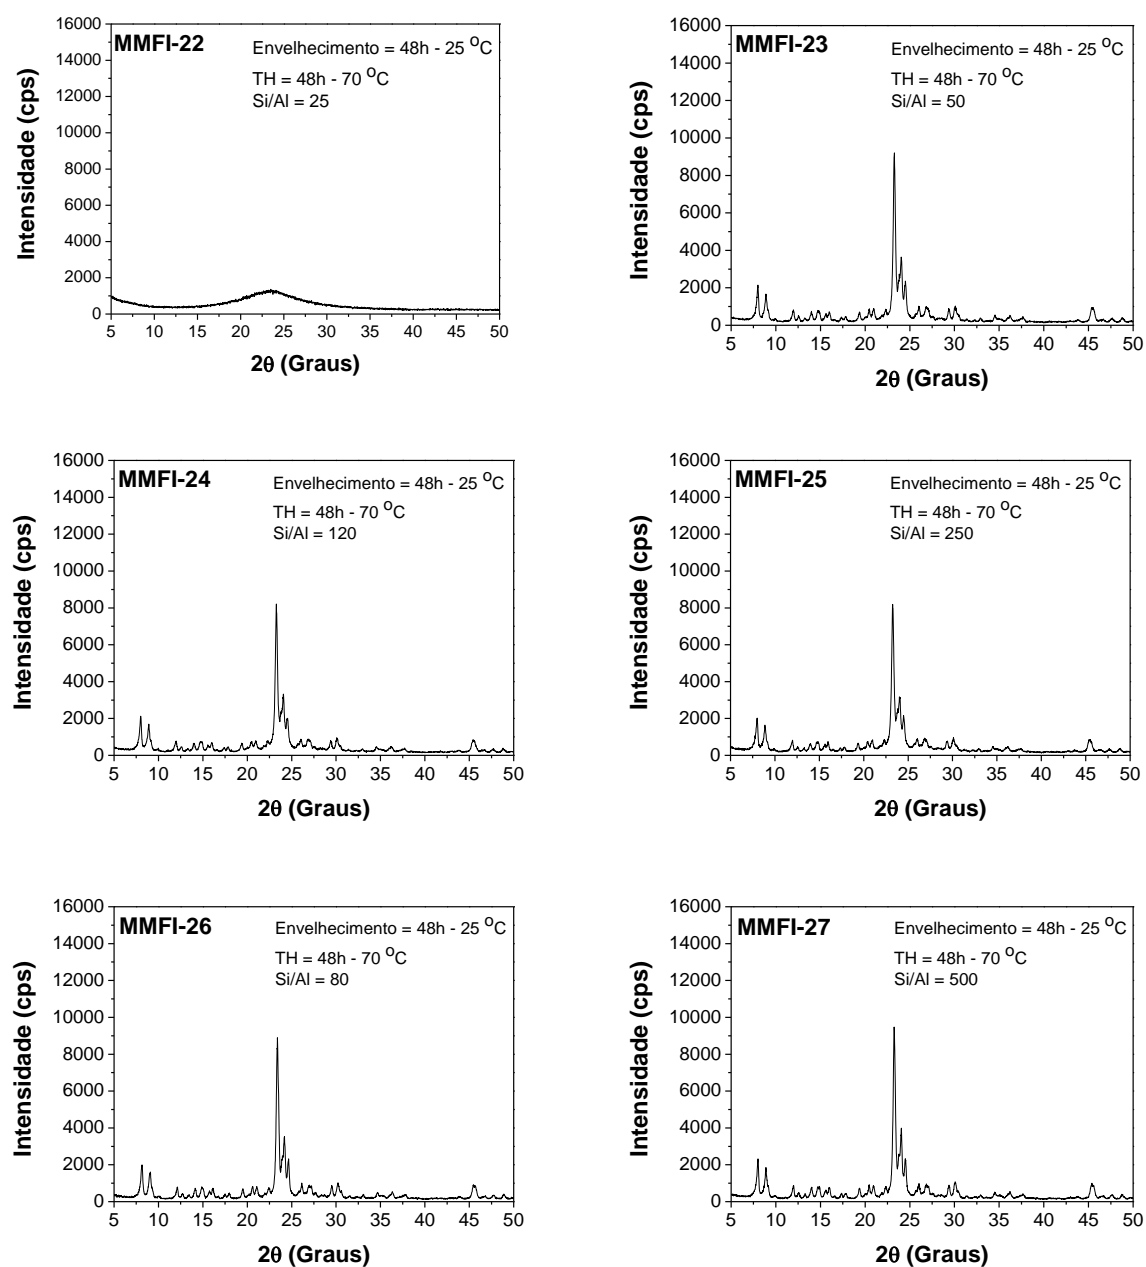 MMFI-22
Envelhecimento = 48h - 25 °C
TH = 48h - 70 °C
Si/Al = 25
Intensidade (cps)
16000
14000
12000
10000
8000
6000
4000
2000
0
5 10 15 20 25 30 35 40 45 50
2θ (Graus)
MMFI-23
Envelhecimento = 48h - 25 °C
TH = 48h - 70 °C
Si/Al = 50
Intensidade (cps)
16000
14000
12000
10000
8000
6000
4000
2000
0
5 10 15 20 25 30 35 40 45 50
2θ (Graus)
MMFI-24
Envelhecimento = 48h - 25 °C
TH = 48h - 70 °C
Si/Al = 120
Intensidade (cps)
16000
14000
12000
10000
8000
6000
4000
2000
0
5 10 15 20 25 30 35 40 45 50
2θ (Graus)
MMFI-25
Envelhecimento = 48h - 25 °C
TH = 48h - 70 °C
Si/Al = 250
Intensidade (cps)
16000
14000
12000
10000
8000
6000
4000
2000
0
5 10 15 20 25 30 35 40 45 50
2θ (Graus)
MMFI-26
Envelhecimento = 48h - 25 °C
TH = 48h - 70 °C
Si/Al = 80
Intensidade (cps)
16000
14000
12000
10000
8000
6000
4000
2000
0
5 10 15 20 25 30 35 40 45 50
2θ (Graus)
MMFI-27
Envelhecimento = 48h - 25 °C
TH = 48h - 70 °C
Si/Al = 500
Intensidade (cps)
16000
14000
12000
10000
8000
6000
4000
2000
0
5 10 15 20 25 30 35 40 45 50
2θ (Graus)